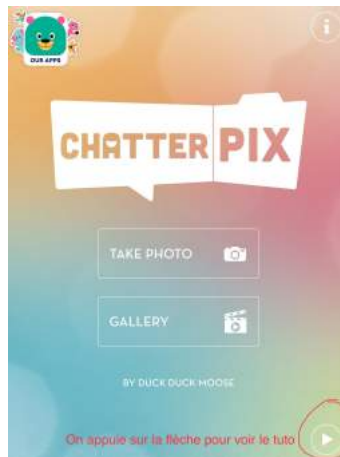 OUR APPS
i
CHATTER PIX
TAKE PHOTO
GALLERY
BY DUCK DUCK MOOSE
On appuie sur la flèche pour voir le tuto